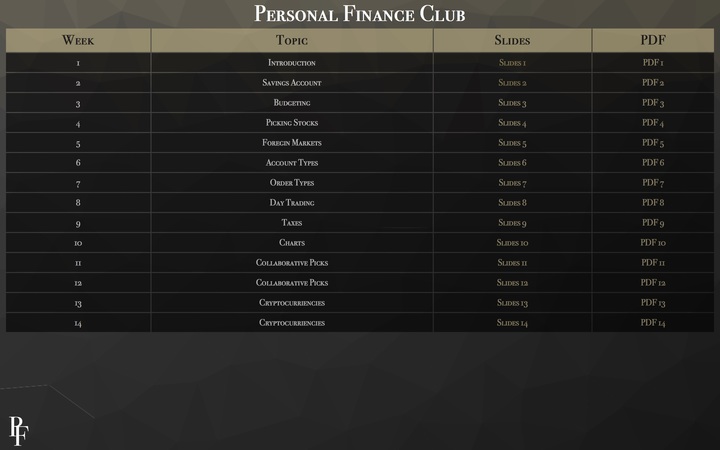 Personal Finance Club
Week Topic Slides PDF
1 Introduction Slides 1 PDF 1
2 Savings Account Slides 2 PDF 2
3 Budgeting Slides 3 PDF 3
4 Picking Stocks Slides 4 PDF 4
5 Foregin Markets Slides 5 PDF 5
6 Account Types Slides 6 PDF 6
7 Order Types Slides 7 PDF 7
8 Day Trading Slides 8 PDF 8
9 Taxes Slides 9 PDF 9
10 Charts Slides 10 PDF 10
11 Collaborative Picks Slides 11 PDF 11
12 Collaborative Picks Slides 12 PDF 12
13 Cryptocurriencies Slides 13 PDF 13
14 Cryptocurriencies Slides 14 PDF 14
PF